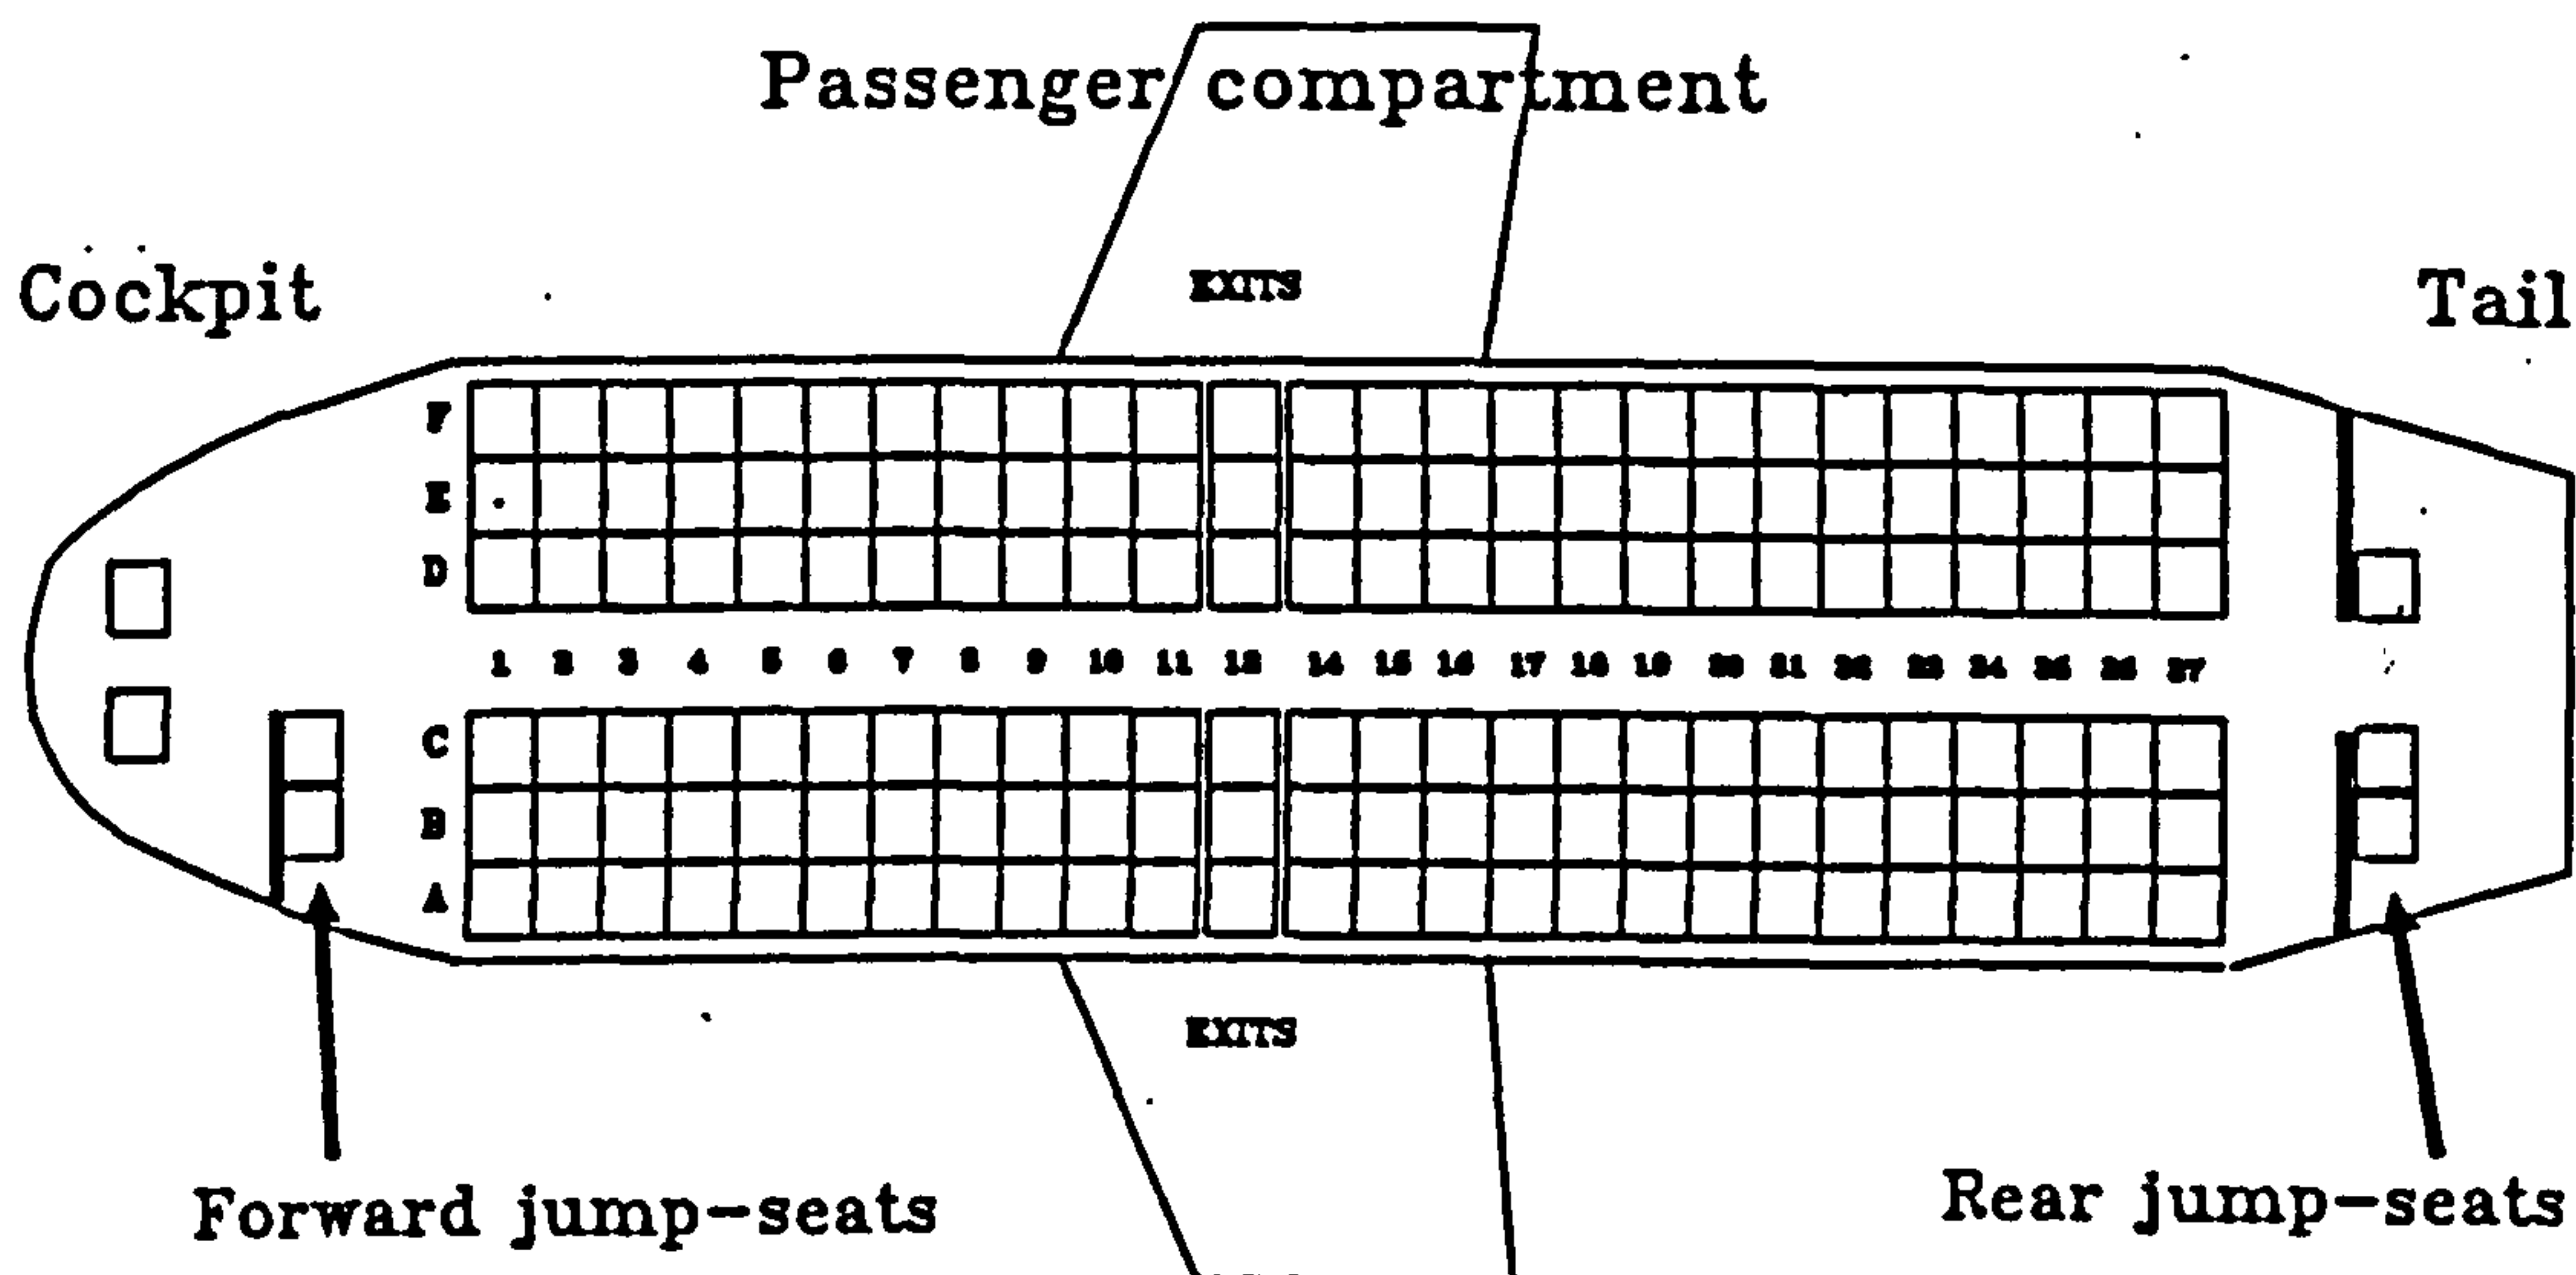 Passenger compartment
EXITS
Cockpit
Tail
F
E
D
1 2 3 4 5 6 7 8 9 10 11 12 14 15 16 17 18 19 20 21 22 23 24 25 26 27
C
B
A
EXITS
Forward jump-seats
Rear jump-seats